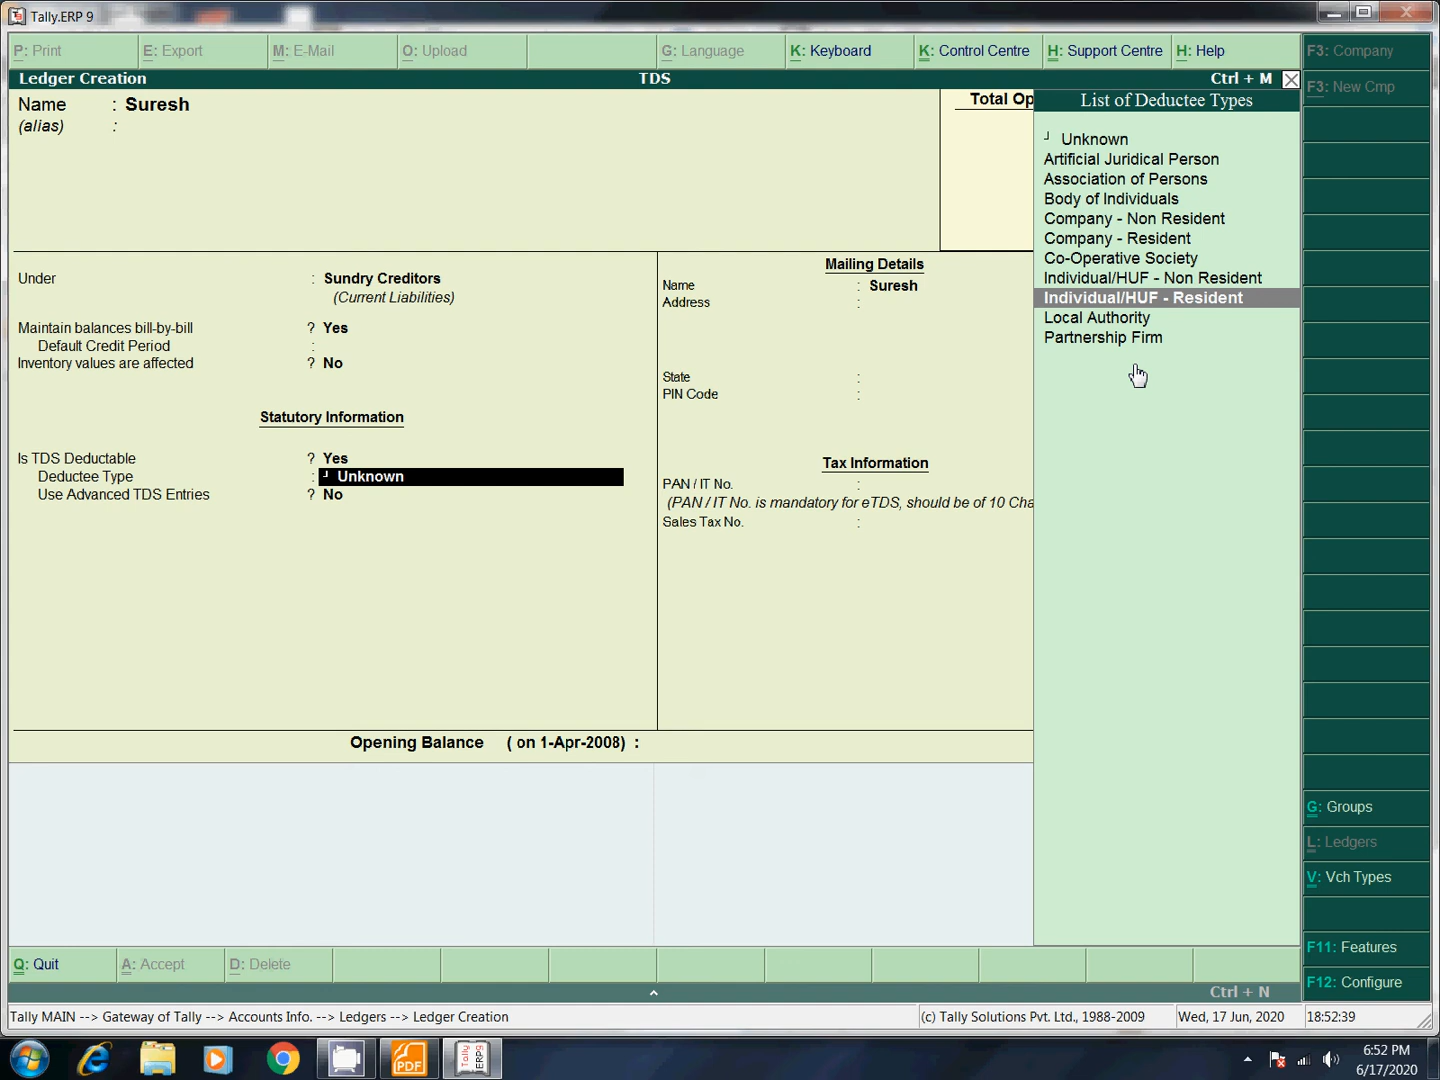 Tally.ERP 9
P: Print
E: Export
M: E-Mail
O: Upload
G: Language
K: Keyboard
K: Control Centre
H: Support Centre
H: Help
F3: Company
F3: New Cmp
Ledger Creation
TDS
Ctrl + M
Name : Suresh
(alias) :
Total Op
List of Deductee Types
┘ Unknown
Artificial Juridical Person
Association of Persons
Body of Individuals
Company - Non Resident
Company - Resident
Co-Operative Society
Individual/HUF - Non Resident
Individual/HUF - Resident
Local Authority
Partnership Firm
Under : Sundry Creditors
(Current Liabilities)
Maintain balances bill-by-bill ? Yes
Default Credit Period :
Inventory values are affected ? No
Statutory Information
Is TDS Deductable ? Yes
Deductee Type : ┘ Unknown
Use Advanced TDS Entries ? No
Mailing Details
Name : Suresh
Address :
State :
PIN Code :
Tax Information
PAN / IT No. :
(PAN / IT No. is mandatory for eTDS, should be of 10 Cha
Sales Tax No. :
Opening Balance ( on 1-Apr-2008) :
G: Groups
L: Ledgers
V: Vch Types
F11: Features
F12: Configure
Q: Quit
A: Accept
D: Delete
Ctrl + N
Tally MAIN --> Gateway of Tally --> Accounts Info. --> Ledgers --> Ledger Creation
(c) Tally Solutions Pvt. Ltd., 1988-2009
Wed, 17 Jun, 2020
18:52:39
PDF
Tally
ERP9
6:52 PM
6/17/2020